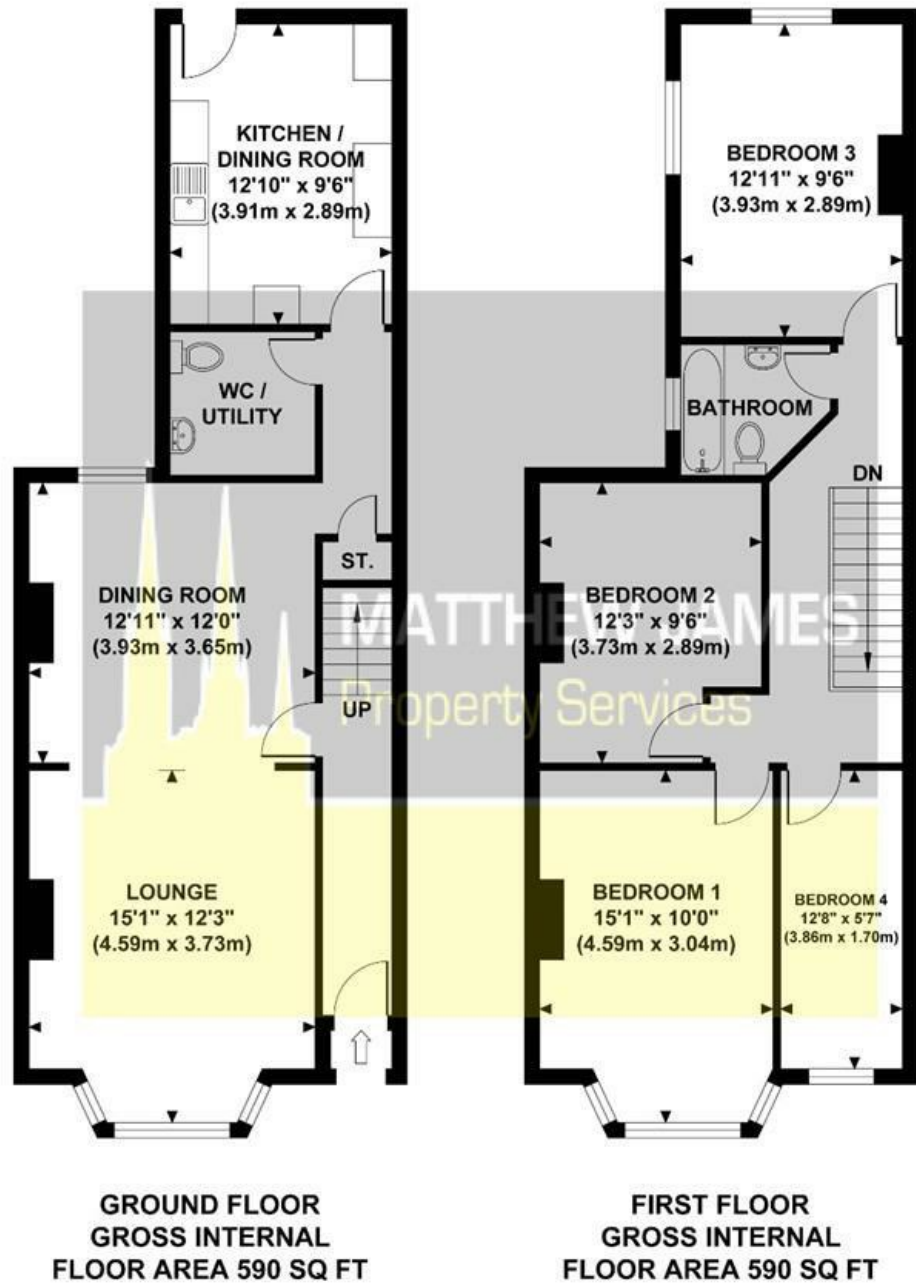 KITCHEN /
DINING ROOM
12'10" x 9'6"
(3.91m x 2.89m)
WC /
UTILITY
ST.
DINING ROOM
12'11" x 12'0"
(3.93m x 3.65m)
UP
LOUNGE
15'1" x 12'3"
(4.59m x 3.73m)
GROUND FLOOR
GROSS INTERNAL
FLOOR AREA 590 SQ FT
BEDROOM 3
12'11" x 9'6"
(3.93m x 2.89m)
BATHROOM
DN
BEDROOM 2
12'3" x 9'6"
(3.73m x 2.89m)
MATTHEW JAMES
Property Services
BEDROOM 1
15'1" x 10'0"
(4.59m x 3.04m)
BEDROOM 4
12'8" x 5'7"
(3.86m x 1.70m)
FIRST FLOOR
GROSS INTERNAL
FLOOR AREA 590 SQ FT